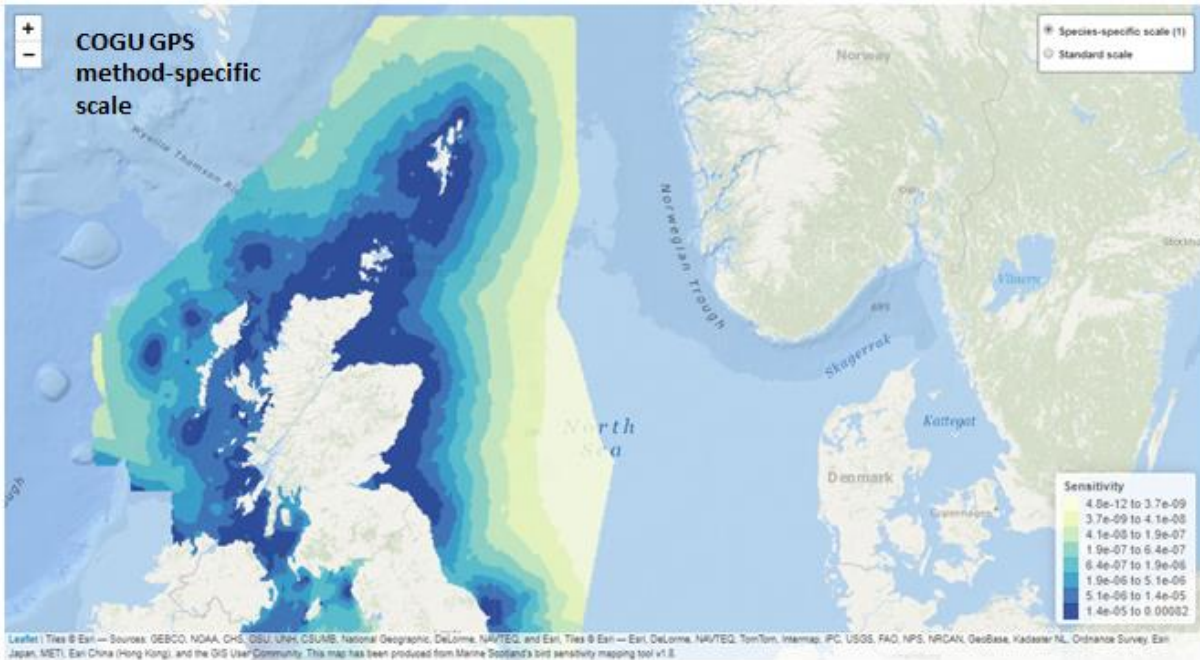 +
−
COGU GPS
method-specific
scale
Species-specific scale (1)
Standard scale
Norway
Wyville Thomson
Norwegian Trough
Vänern
Skagerrak
Kattegat
North
Sea
Denmark
Sensitivity
4.8e-12 to 3.7e-09
3.7e-09 to 4.1e-08
4.1e-08 to 1.9e-07
1.9e-07 to 6.4e-07
6.4e-07 to 1.9e-06
1.9e-06 to 5.1e-06
5.1e-06 to 1.4e-05
1.4e-05 to 0.00082
Leaflet | Tiles © Esri — Sources: GEBCO, NOAA, CHS, OSU, UNH, CSUMB, National Geographic, DeLorme, NAVTEQ, and Esri, Tiles © Esri — Esri, DeLorme, NAVTEQ, TomTom, Intermap, iPC, USGS, FAO, NPS, NRCAN, GeoBase, Kadaster NL, Ordnance Survey, Esri
Japan, METI, Esri China (Hong Kong), and the GIS User Community. This map has been produced from Marine Scotland's bird sensitivity mapping tool v1.8.